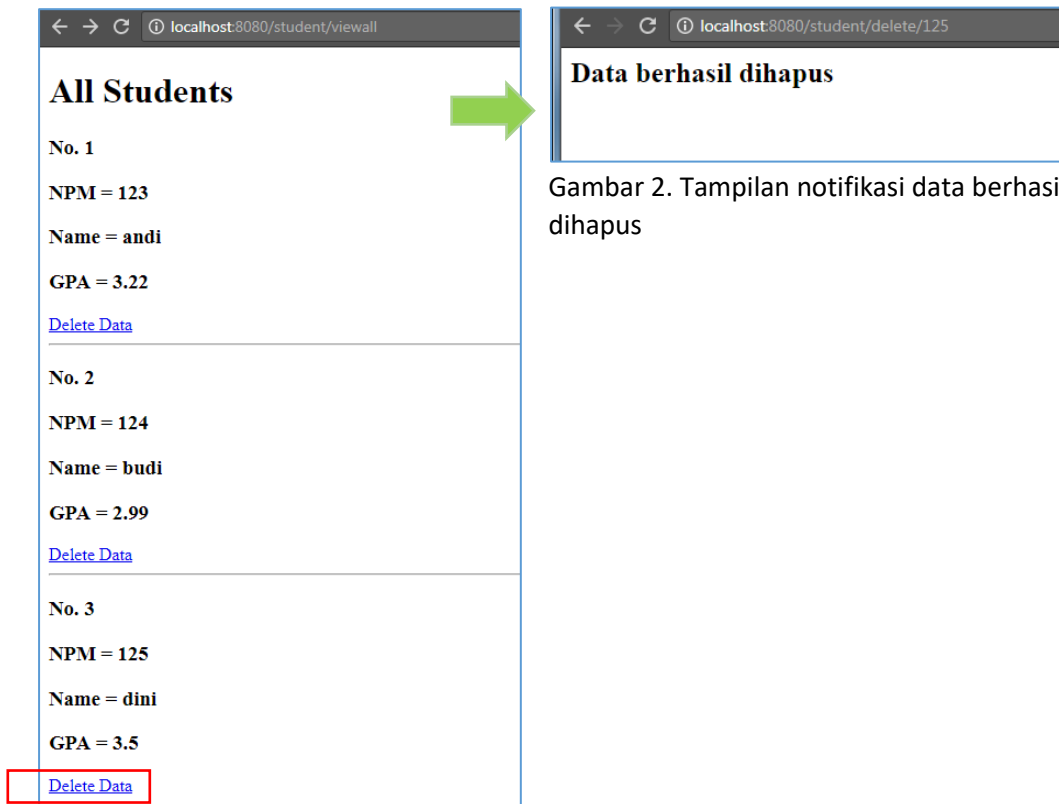 localhost:8080/student/viewall
All Students
No. 1
NPM = 123
Name = andi
GPA = 3.22
Delete Data
No. 2
NPM = 124
Name = budi
GPA = 2.99
Delete Data
No. 3
NPM = 125
Name = dini
GPA = 3.5
Delete Data
localhost:8080/student/delete/125
Data berhasil dihapus
Gambar 2. Tampilan notifikasi data berhasi
dihapus